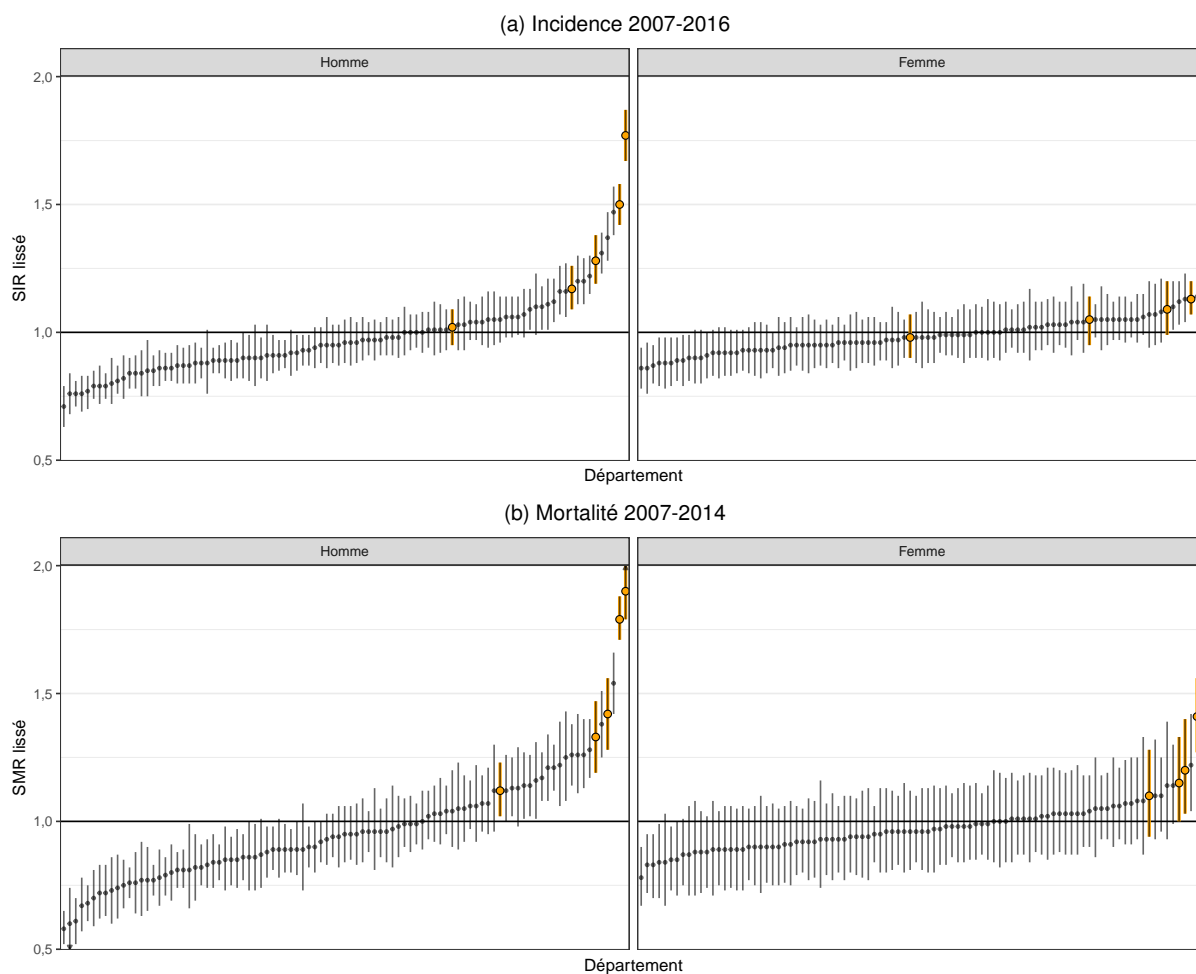 (a) Incidence 2007-2016
Homme
Femme
2,0
1,5
1,0
0,5
SIR lissé
Département
(b) Mortalité 2007-2014
Homme
Femme
2,0
1,5
1,0
0,5
SMR lissé
Département